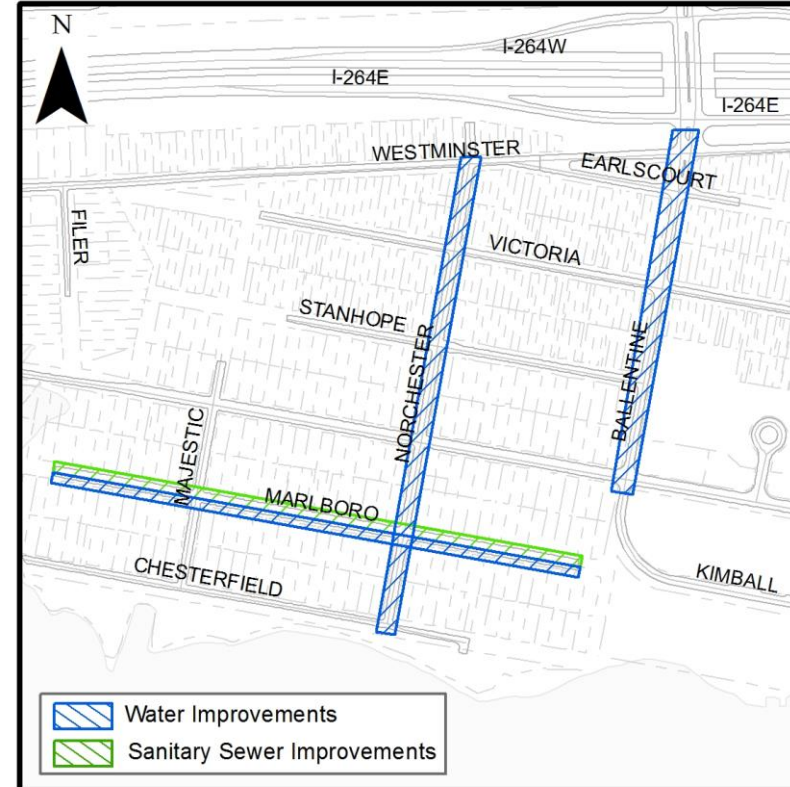 N
I-264W
I-264E
I-264E
WESTMINSTER
EARLSCOURT
FILER
VICTORIA
STANHOPE
NORCHESTER
BALLENTINE
MAJESTIC
MARLBORO
CHESTERFIELD
KIMBALL
Water Improvements
Sanitary Sewer Improvements